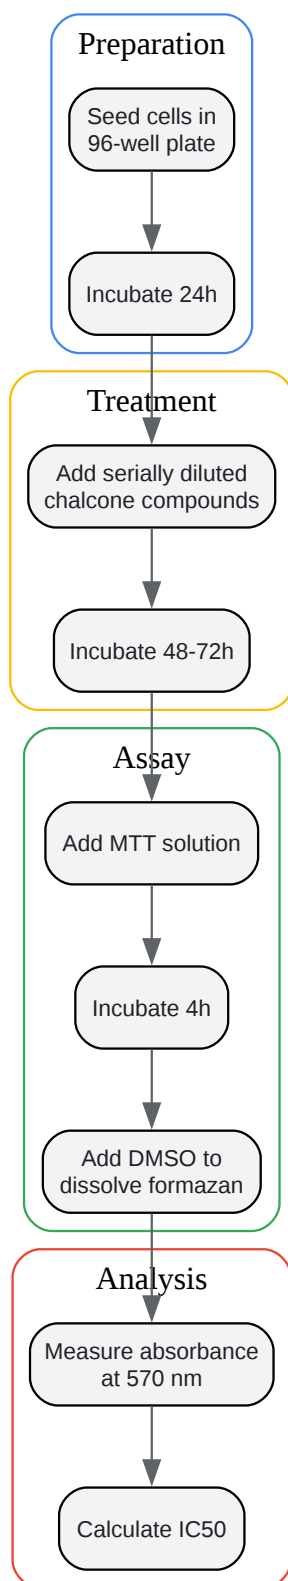 Preparation
Seed cells in
96-well plate
Incubate 24h
Treatment
Add serially diluted
chalcone compounds
Incubate 48-72h
Assay
Add MTT solution
Incubate 4h
Add DMSO to
dissolve formazan
Analysis
Measure absorbance
at 570 nm
Calculate IC50